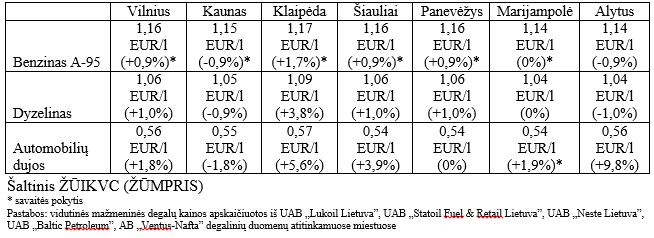 Vilnius Kaunas Klaipėda Šiauliai Panevėžys Marijampolė Alytus
1,16 1,15 1,17 1,16 1,16 1,14 1,14
EUR/l EUR/l EUR/l EUR/l EUR/l EUR/l EUR/l
Benzinas A-95 (+0,9%)* (-0,9%)* (+1,7%)* (+0,9%)* (+0,9%)* (0%)* (-0,9%)
1,06 1,05 1,09 1,06 1,06 1,04 1,04
EUR/l EUR/l EUR/l EUR/l EUR/l EUR/l EUR/l
Dyzelinas (+1,0%) (-0,9%) (+3,8%) (+1,0%) (+1,0%) (0%) (-1,0%)
0,56 0,55 0,57 0,54 0,54 0,54 0,56
Automobilių EUR/l EUR/l EUR/l EUR/l EUR/l EUR/l EUR/l
dujos (+1,8%) (-1,8%) (+5,6%) (+3,9%) (0%) (+1,9%)* (+9,8%)
Šaltinis ŽŪIKVC (ŽŪMPRIS)
* savaitės pokytis
Pastabos: vidutinės mažmeninės degalų kainos apskaičiuotos iš UAB „Lukoil Lietuva”, UAB „Statoil Fuel & Retail Lietuva”, UAB „Neste Lietuva”,
UAB „Baltic Petroleum”, AB „Ventus-Nafta” degalinių duomenų atitinkamuose miestuose